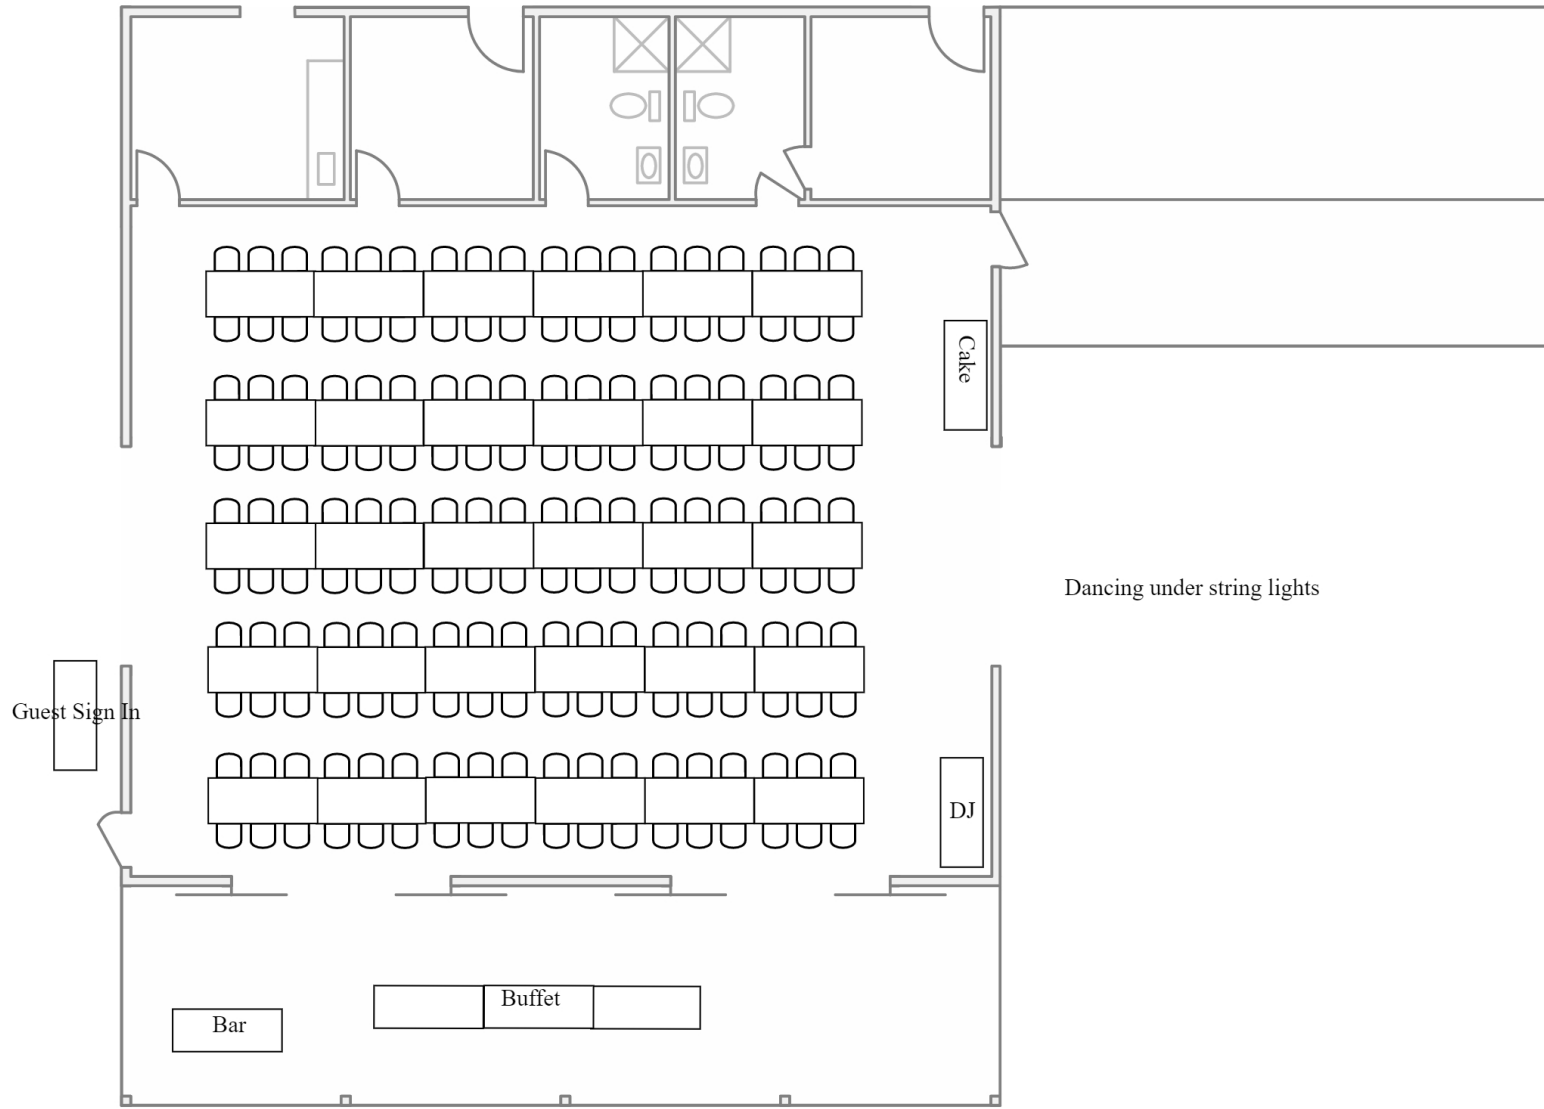 Cake
Dancing under string lights
Guest Sign In
DJ
Buffet
Bar